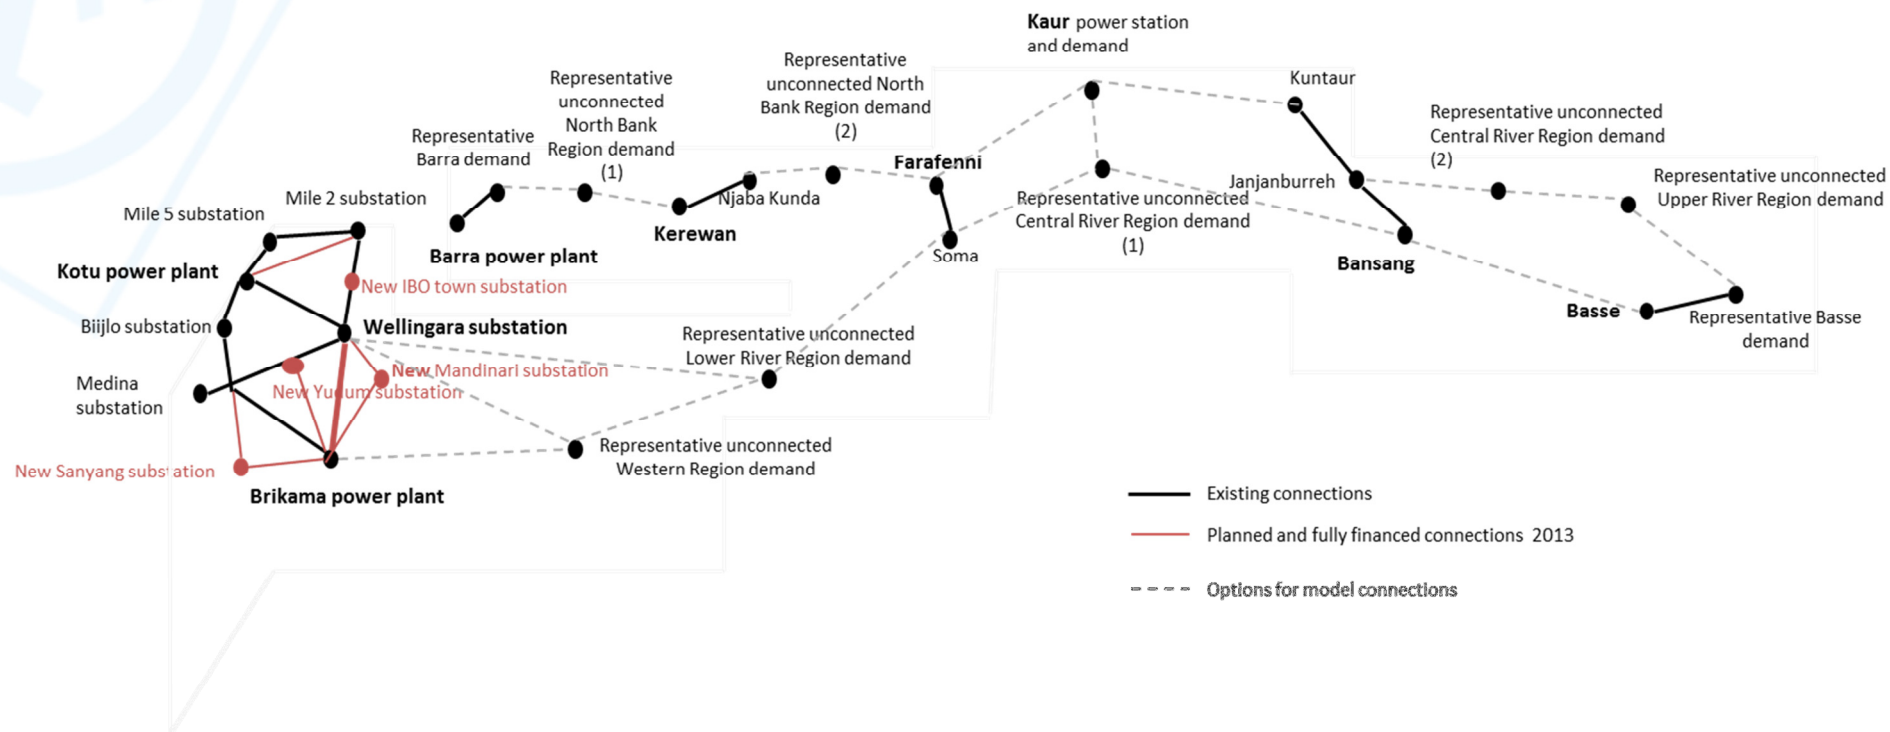 Kaur power station
and demand
Representative
unconnected North
Bank Region demand
(2)
Representative
unconnected
North Bank
Region demand
(1)
Kuntaur
Representative unconnected
Central River Region demand
(2)
Representative
Barra demand
Farafenni
Representative unconnected
Upper River Region demand
Janjanburreh
Mile 2 substation
Njaba Kunda
Representative unconnected
Central River Region demand
(1)
Mile 5 substation
Kerewan
Barra power plant
Soma
Bansang
Kotu power plant
New IBO town substation
Basse
Representative Basse
demand
Biijlo substation
Wellingara substation
Representative unconnected
Lower River Region demand
New Mandinari substation
Medina
substation
New Yudum substation
Representative unconnected
Western Region demand
New Sanyang substation
Brikama power plant
Existing connections
Planned and fully financed connections 2013
Options for model connections